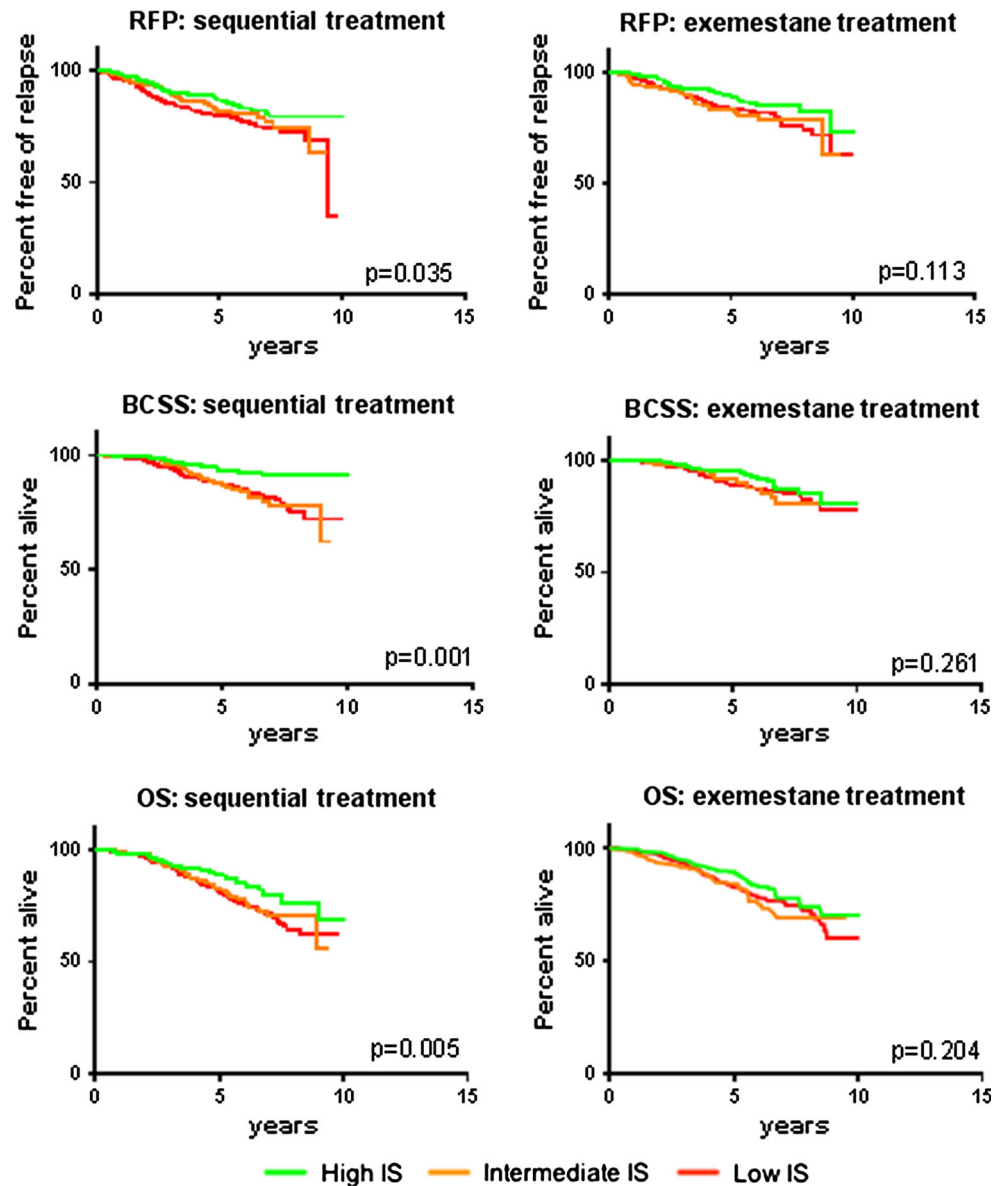 RFP: sequential treatment
Percent free of relapse
100
50
0
0 5 10 15
years
p=0.035
RFP: exemestane treatment
Percent free of relapse
100
50
0
0 5 10 15
years
p=0.113
BCSS: sequential treatment
Percent alive
100
50
0
0 5 10 15
years
p=0.001
BCSS: exemestane treatment
Percent alive
100
50
0
0 5 10 15
years
p=0.261
OS: sequential treatment
Percent alive
100
50
0
0 5 10 15
years
p=0.005
OS: exemestane treatment
Percent alive
100
50
0
0 5 10 15
years
p=0.204
High IS Intermediate IS Low IS